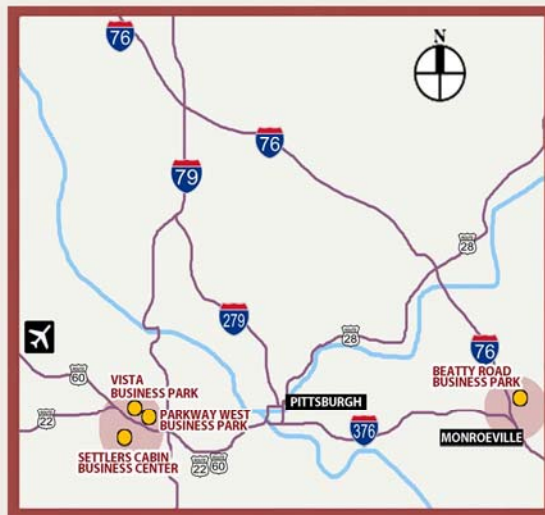 76
N
76
79
28
279
28
76
BEATTY ROAD
BUSINESS PARK
60
VISTA
BUSINESS PARK
PITTSBURGH
22
PARKWAY WEST
BUSINESS PARK
376
MONROEVILLE
SETTLERS CABIN
BUSINESS CENTER
22 60